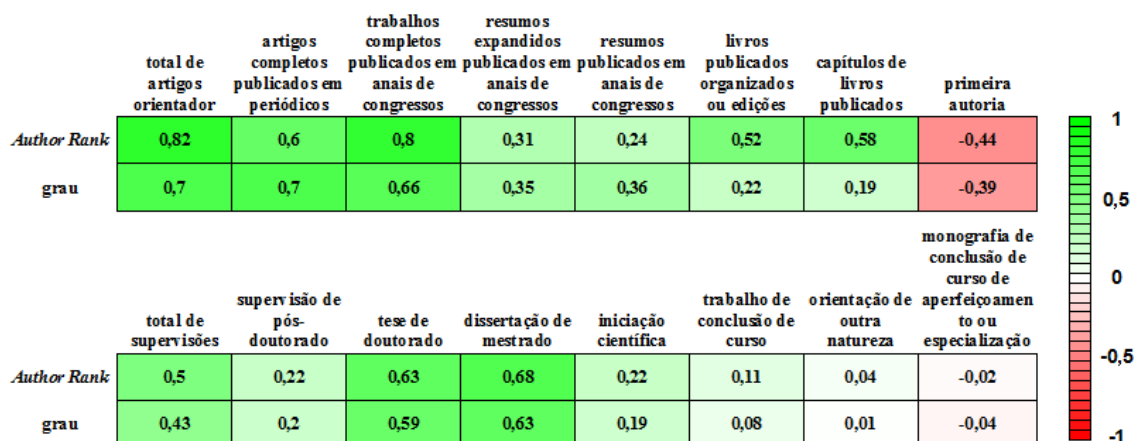 total de artigos orientador
artigos completos publicados em periódicos
trabalhos completos publicados em anais de congressos
resumos expandidos publicados em anais de congressos
resumos publicados em anais de congressos
livros publicados organizados ou edições
capítulos de livros publicados
primeira autoria
Author Rank 0,82 0,6 0,8 0,31 0,24 0,52 0,58 -0,44
grau 0,7 0,7 0,66 0,35 0,36 0,22 0,19 -0,39
total de supervisões
supervisão de pós-doutorado
tese de doutorado
dissertação de mestrado
iniciação científica
trabalho de conclusão de curso
orientação de outra natureza
monografia de conclusão de curso de aperfeiçoamento ou especialização
Author Rank 0,5 0,22 0,63 0,68 0,22 0,11 0,04 -0,02
grau 0,43 0,2 0,59 0,63 0,19 0,08 0,01 -0,04
1
0,5
0
-0,5
-1